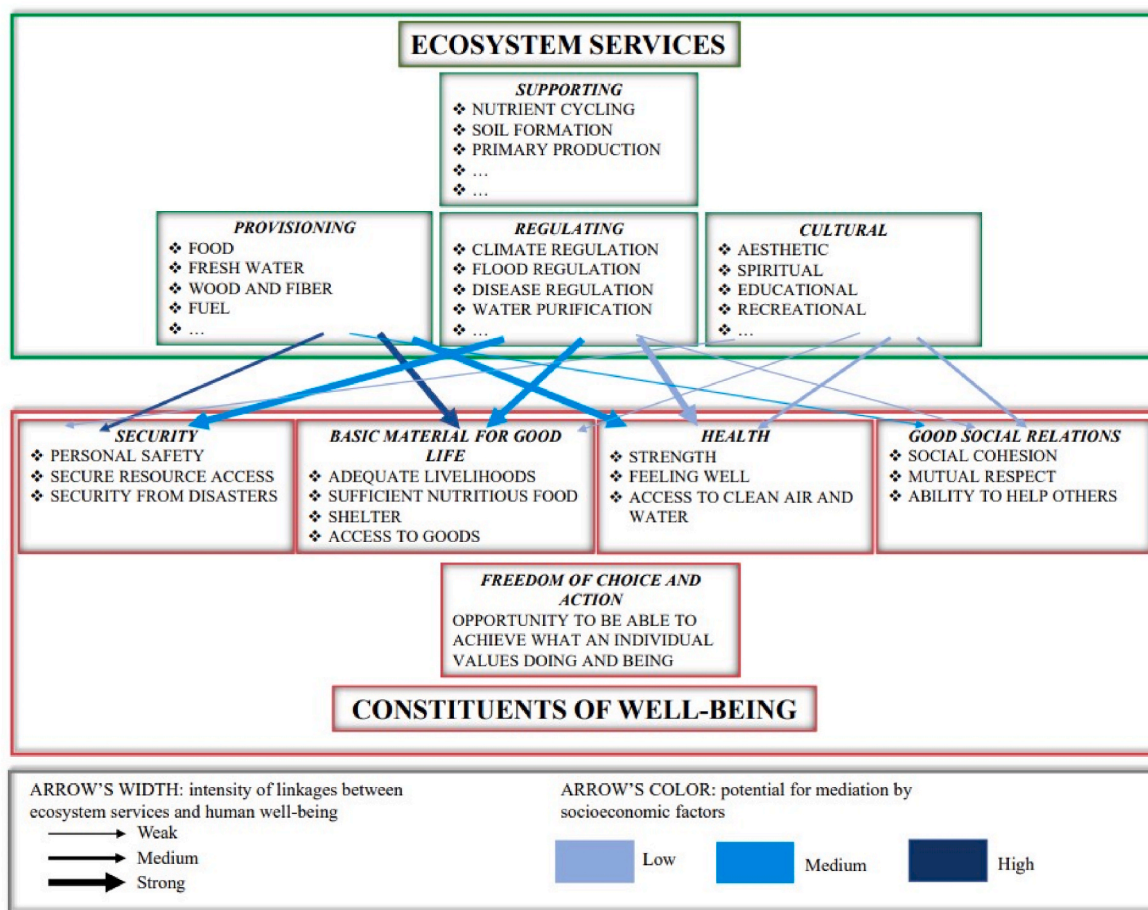 ECOSYSTEM SERVICES
SUPPORTING
❖ NUTRIENT CYCLING
❖ SOIL FORMATION
❖ PRIMARY PRODUCTION
❖ …
❖ …
PROVISIONING
❖ FOOD
❖ FRESH WATER
❖ WOOD AND FIBER
❖ FUEL
❖ …
REGULATING
❖ CLIMATE REGULATION
❖ FLOOD REGULATION
❖ DISEASE REGULATION
❖ WATER PURIFICATION
❖ …
CULTURAL
❖ AESTHETIC
❖ SPIRITUAL
❖ EDUCATIONAL
❖ RECREATIONAL
❖ …
SECURITY
❖ PERSONAL SAFETY
❖ SECURE RESOURCE ACCESS
❖ SECURITY FROM DISASTERS
BASIC MATERIAL FOR GOOD
LIFE
❖ ADEQUATE LIVELIHOODS
❖ SUFFICIENT NUTRITIOUS FOOD
❖ SHELTER
❖ ACCESS TO GOODS
HEALTH
❖ STRENGTH
❖ FEELING WELL
❖ ACCESS TO CLEAN AIR AND
WATER
GOOD SOCIAL RELATIONS
❖ SOCIAL COHESION
❖ MUTUAL RESPECT
❖ ABILITY TO HELP OTHERS
FREEDOM OF CHOICE AND
ACTION
OPPORTUNITY TO BE ABLE TO
ACHIEVE WHAT AN INDIVIDUAL
VALUES DOING AND BEING
CONSTITUENTS OF WELL-BEING
ARROW'S WIDTH: intensity of linkages between
ecosystem services and human well-being
Weak
Medium
Strong
ARROW'S COLOR: potential for mediation by
socioeconomic factors
Low
Medium
High